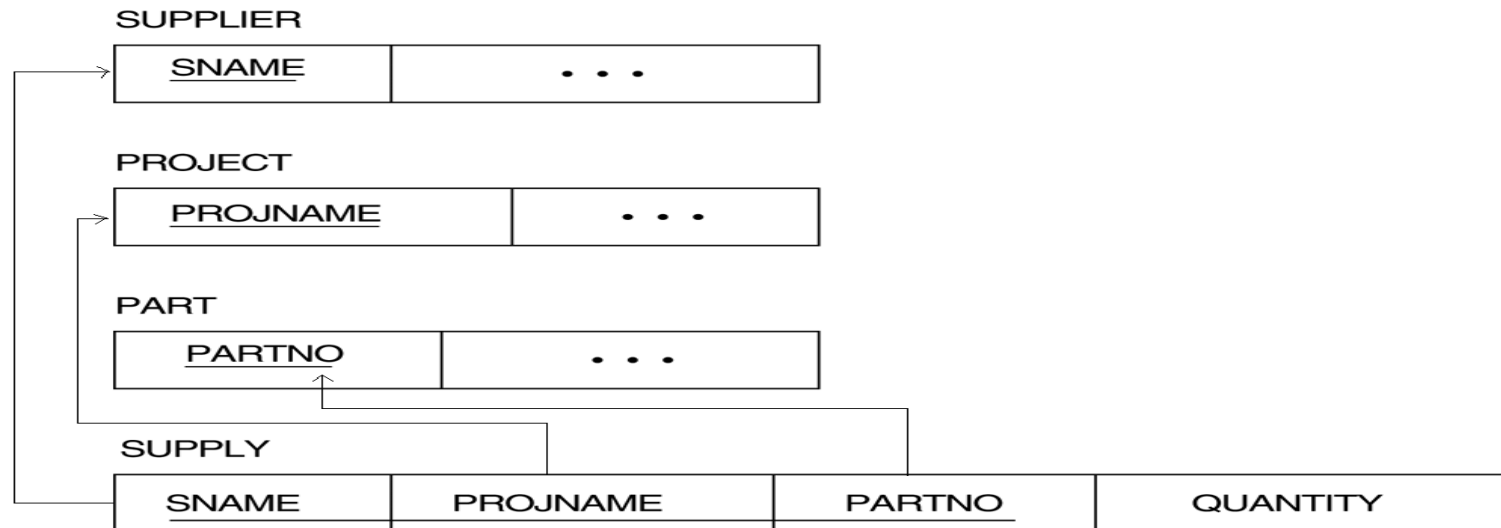 SUPPLIER
SNAME • • •
PROJECT
PROJNAME • • •
PART
PARTNO • • •
SUPPLY
SNAME PROJNAME PARTNO QUANTITY